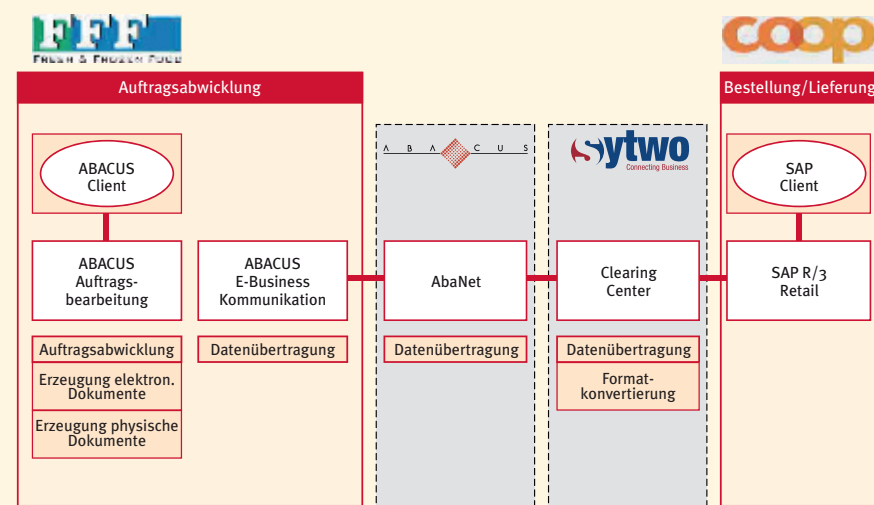 FFF
FRESH & FROZEN FOOD
coop
Auftragsabwicklung
Bestellung/Lieferung
ABACUS
Client
ABACUS
sytwo
Connecting Business
SAP
Client
ABACUS
Auftrags-
bearbeitung
ABACUS
E-Business
Kommunikation
AbaNet
Clearing
Center
SAP R/3
Retail
Auftragsabwicklung
Erzeugung elektron.
Dokumente
Erzeugung physische
Dokumente
Datenübertragung
Datenübertragung
Datenübertragung
Format-
konvertierung